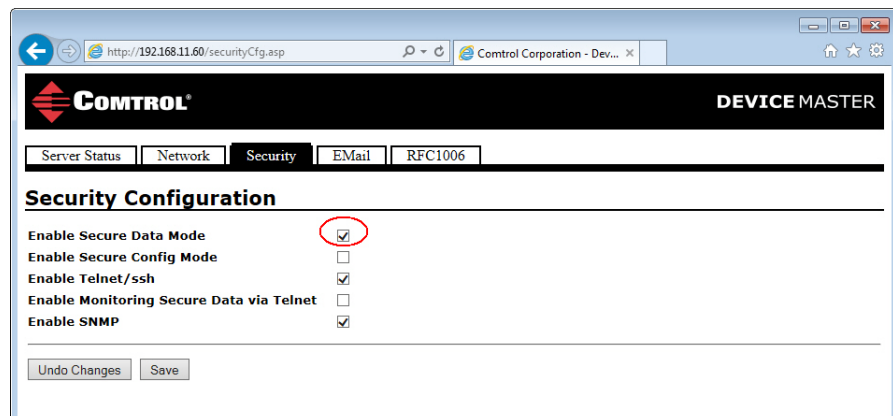 http://192.168.11.60/securityCfg.asp
Comtrol Corporation - Dev...
COMTROL®
DEVICEMASTER
Server Status Network Security EMail RFC1006
Security Configuration
Enable Secure Data Mode
Enable Secure Config Mode
Enable Telnet/ssh
Enable Monitoring Secure Data via Telnet
Enable SNMP
Undo Changes Save